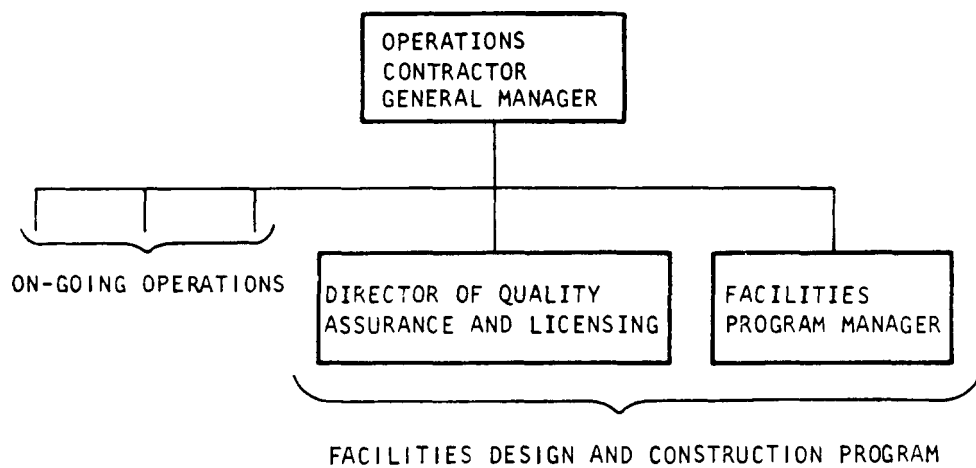 OPERATIONS
CONTRACTOR
GENERAL MANAGER
ON-GOING OPERATIONS
DIRECTOR OF QUALITY
ASSURANCE AND LICENSING
FACILITIES
PROGRAM MANAGER
FACILITIES DESIGN AND CONSTRUCTION PROGRAM